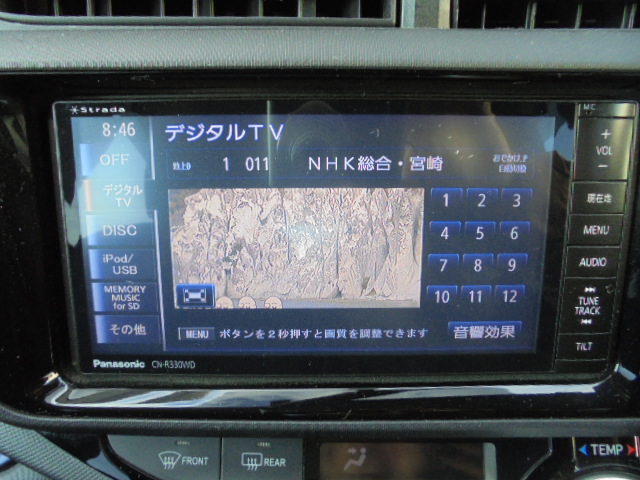 Strada
8:46
デジタルTV
OFF
地上D 1 011 NHK総合・宮崎
デジタル
TV
DISC
iPod/
USB
MEMORY
MUSIC
for SD
その他
1 2 3
4 5 6
7 8 9
10 11 12
MENU ボタンを2秒押すと画質を調整できます
音響効果
Panasonic CN-R330WD
+
VOL
-
現在地
MENU
AUDIO
TUNE
TRACK
TILT
FRONT
REAR
TEMP